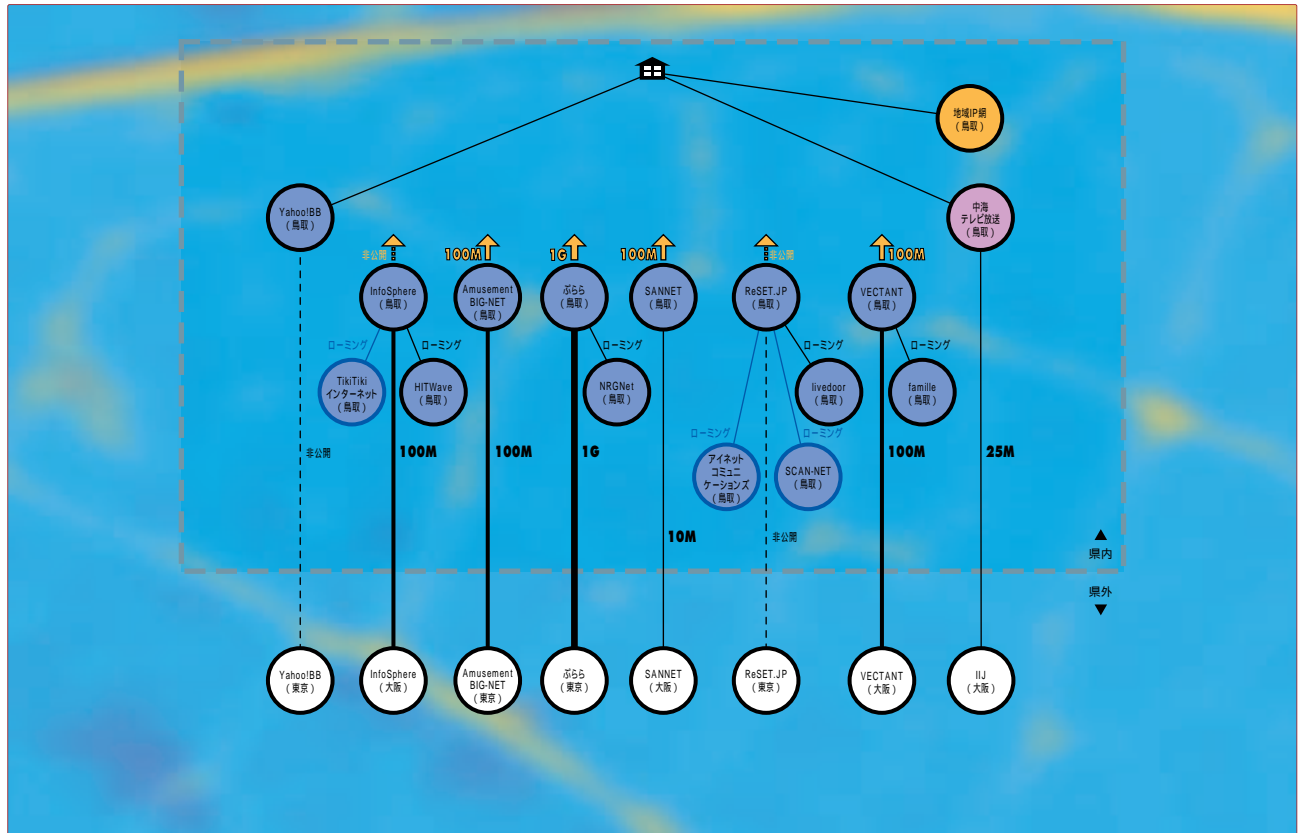 地域IP網
（鳥取）
Yahoo!BB
（鳥取）
中海
テレビ放送
（鳥取）
非公開
100M
1G
100M
非公開
100M
InfoSphere
（鳥取）
Amusement
BIG-NET
（鳥取）
ぷらら
（鳥取）
SANNET
（鳥取）
ReSET.JP
（鳥取）
VECTANT
（鳥取）
ローミング
ローミング
ローミング
ローミング
ローミング
TikiTiki
インターネット
（鳥取）
HITWave
（鳥取）
NRGNet
（鳥取）
livedoor
（鳥取）
famille
（鳥取）
ローミング
ローミング
非公開
100M
100M
1G
100M
25M
アイネット
コミュニ
ケーションズ
（鳥取）
SCAN-NET
（鳥取）
10M
非公開
▲
県内
県外
▼
Yahoo!BB
（東京）
InfoSphere
（大阪）
Amusement
BIG-NET
（東京）
ぷらら
（東京）
SANNET
（大阪）
ReSET.JP
（東京）
VECTANT
（大阪）
IIJ
（大阪）